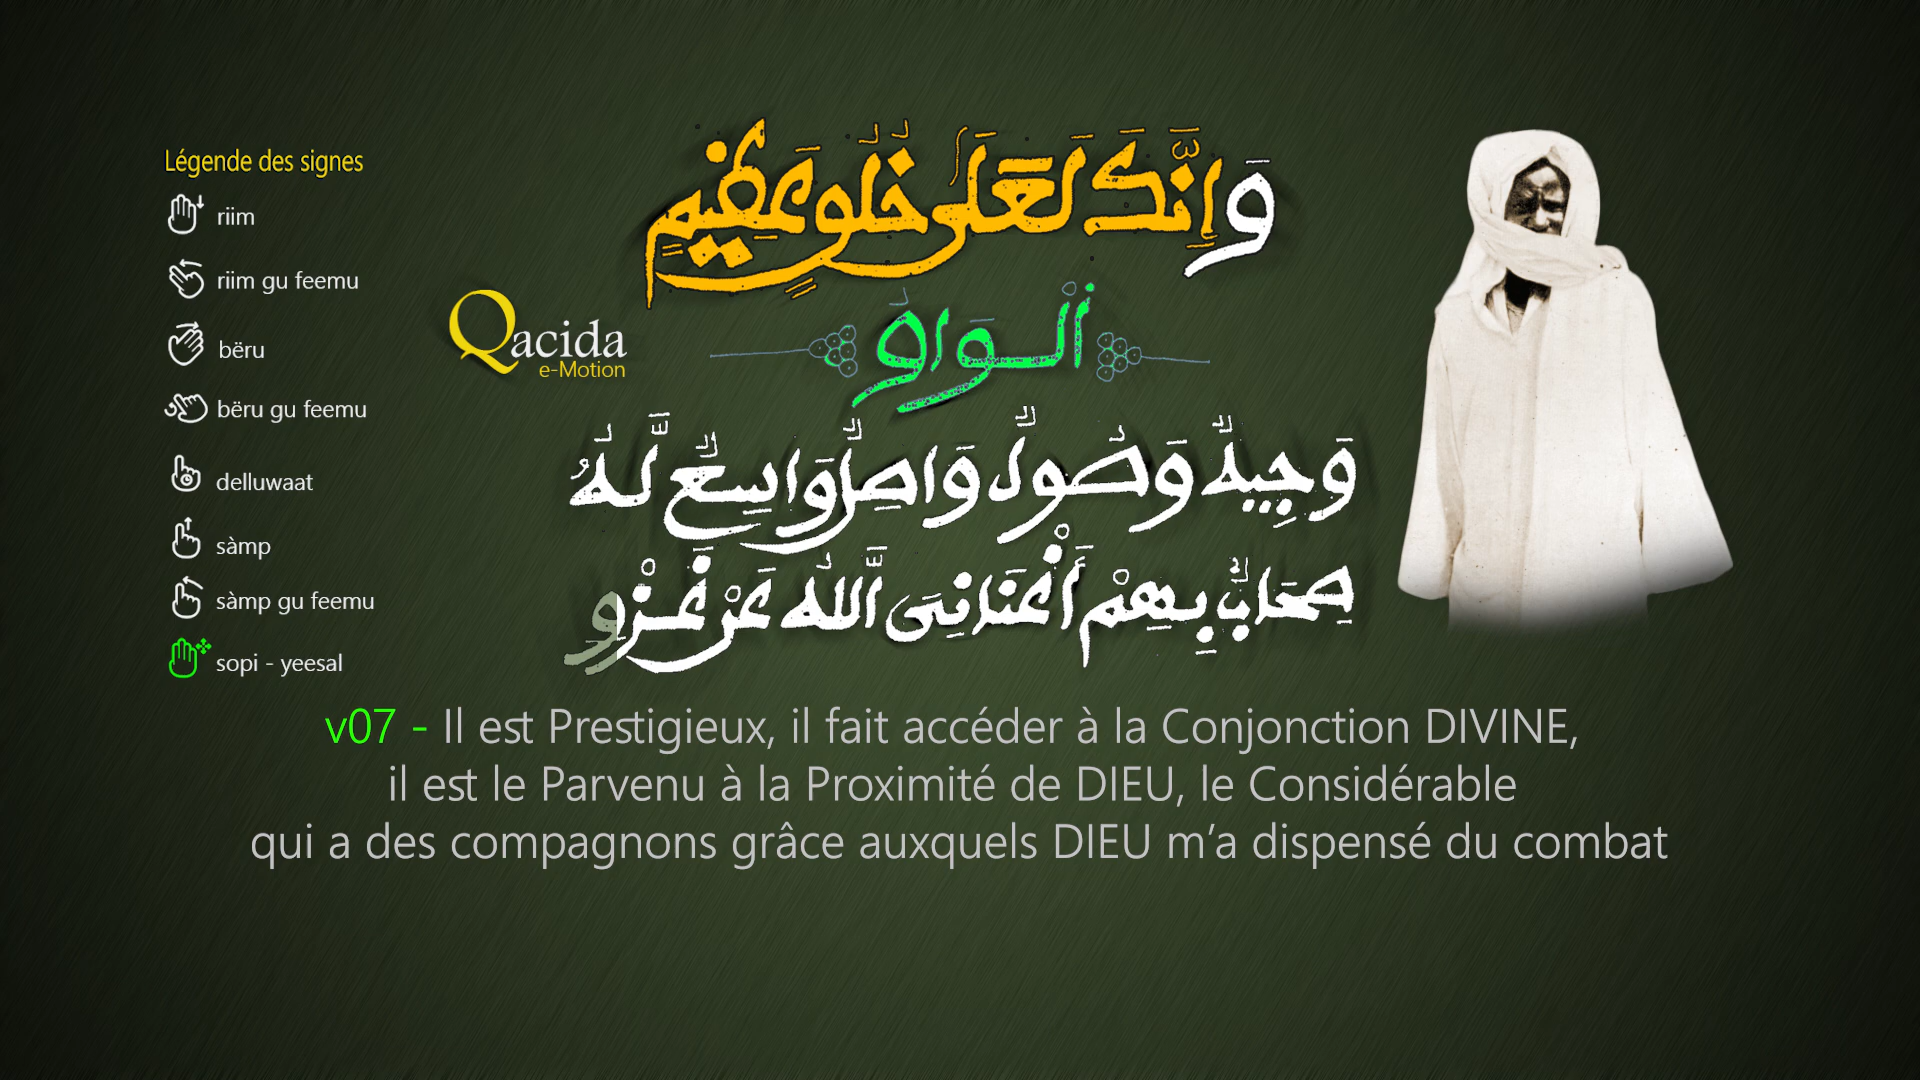 Légende des signes
riim
riim gu feemu
bëru
bëru gu feemu
delluwaat
sàmp
sàmp gu feemu
sopi - yeesal
Qacida
e-Motion
وَإِنَّكَ لَعَلَىٰ خُلُقٍ عَظِيمٍ
اَلْوَاوُ
وَجِيهٌ وَصُولٌ وَاصِلٌ وَاسِعٌ لَّهُ
صِحَابٌ بِهِمْ أَغْنَانِيَ اَللَّهُ عَنْ غَزْوِ
v07 - Il est Prestigieux, il fait accéder à la Conjonction DIVINE,
il est le Parvenu à la Proximité de DIEU, le Considérable
qui a des compagnons grâce auxquels DIEU m’a dispensé du combat